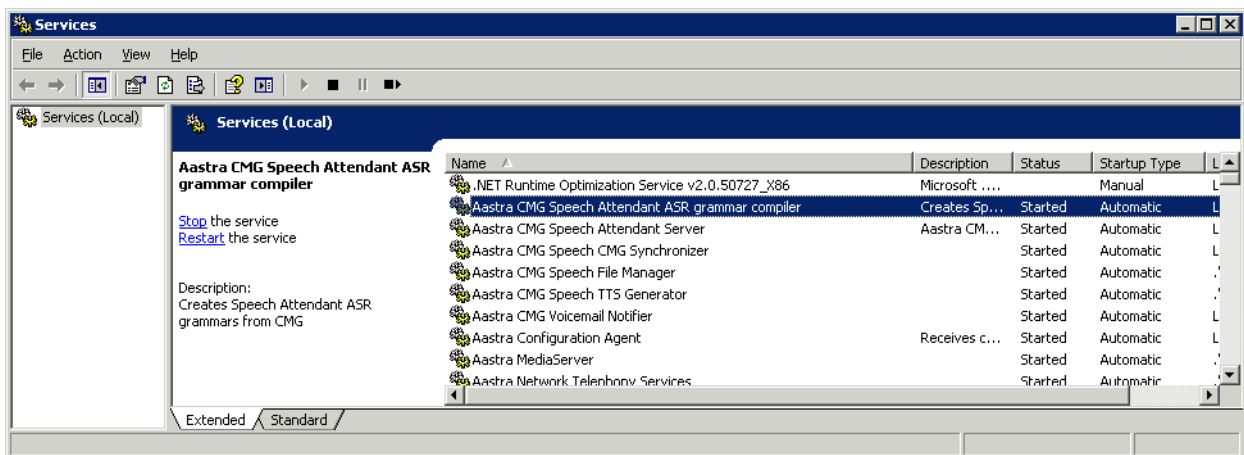 Services
File Action View Help
Services (Local)
Services (Local)
Aastra CMG Speech Attendant ASR
grammar compiler
Stop the service
Restart the service
Description:
Creates Speech Attendant ASR
grammars from CMG
Name Description Status Startup Type L
.NET Runtime Optimization Service v2.0.50727_X86 Microsoft .... Manual L
Aastra CMG Speech Attendant ASR grammar compiler Creates Sp... Started Automatic L
Aastra CMG Speech Attendant Server Aastra CM... Started Automatic L
Aastra CMG Speech CMG Synchronizer Started Automatic L
Aastra CMG Speech File Manager Started Automatic .\
Aastra CMG Speech TTS Generator Started Automatic .\
Aastra CMG Voicemail Notifier Started Automatic L
Aastra Configuration Agent Receives c... Started Automatic L
Aastra MediaServer Started Automatic .\
Aastra Network Telephony Services Started Automatic .\
Extended Standard